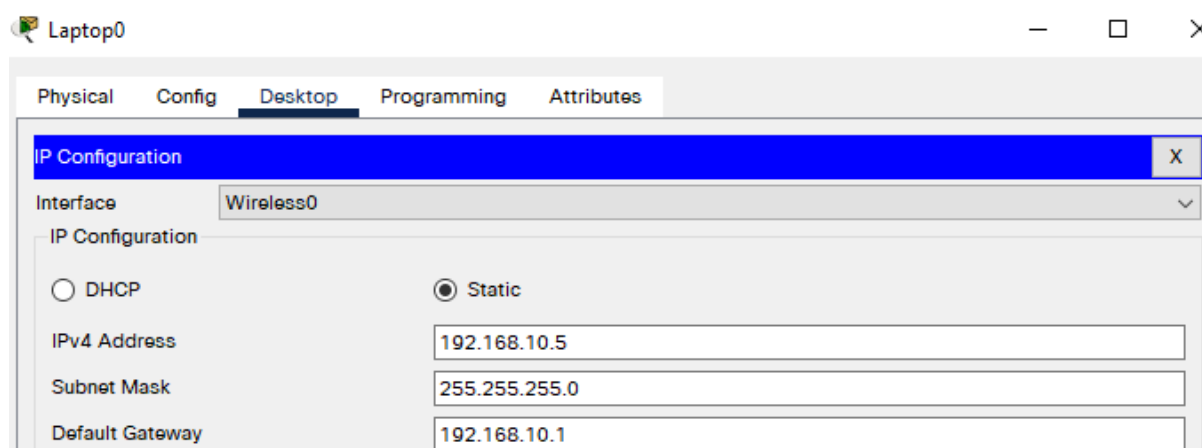 Laptop0
Physical Config Desktop Programming Attributes
IP Configuration X
Interface Wireless0
IP Configuration
DHCP Static
IPv4 Address 192.168.10.5
Subnet Mask 255.255.255.0
Default Gateway 192.168.10.1